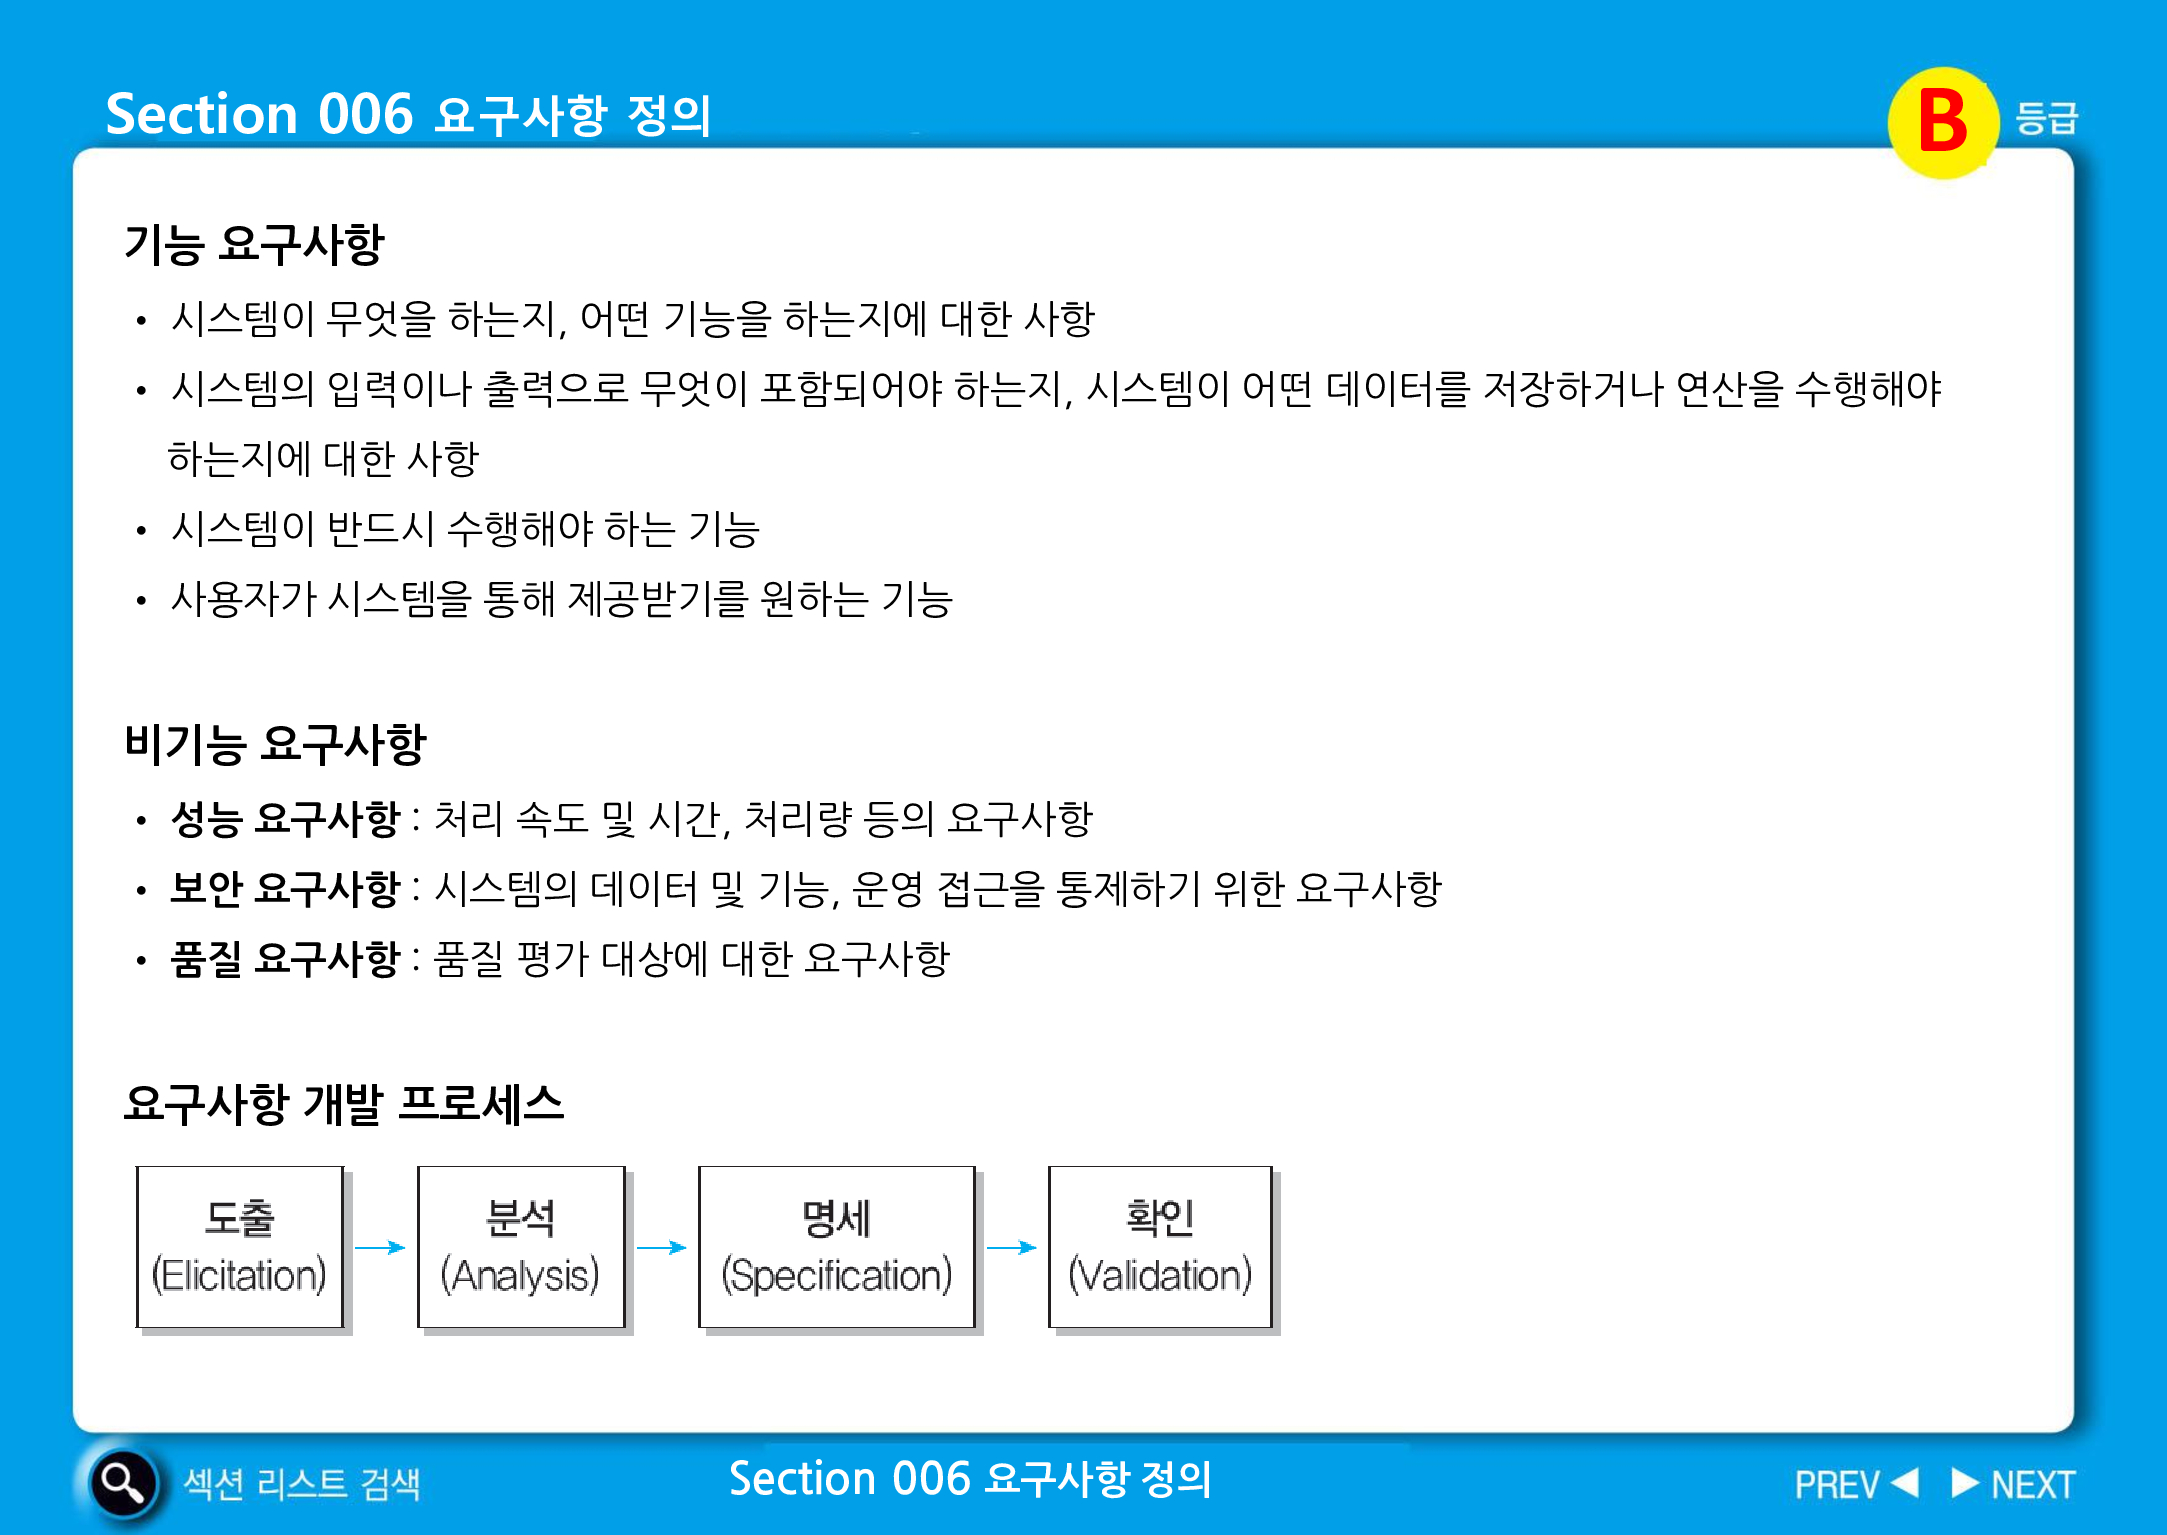 Section 006 요구사항 정의
B 등급
기능 요구사항
• 시스템이 무엇을 하는지, 어떤 기능을 하는지에 대한 사항
• 시스템의 입력이나 출력으로 무엇이 포함되어야 하는지, 시스템이 어떤 데이터를 저장하거나 연산을 수행해야
하는지에 대한 사항
• 시스템이 반드시 수행해야 하는 기능
• 사용자가 시스템을 통해 제공받기를 원하는 기능
비기능 요구사항
• 성능 요구사항 : 처리 속도 및 시간, 처리량 등의 요구사항
• 보안 요구사항 : 시스템의 데이터 및 기능, 운영 접근을 통제하기 위한 요구사항
• 품질 요구사항 : 품질 평가 대상에 대한 요구사항
요구사항 개발 프로세스
도출
(Elicitation)
분석
(Analysis)
명세
(Specification)
확인
(Validation)
섹션 리스트 검색
Section 006 요구사항 정의
PREV ◀ ▶ NEXT